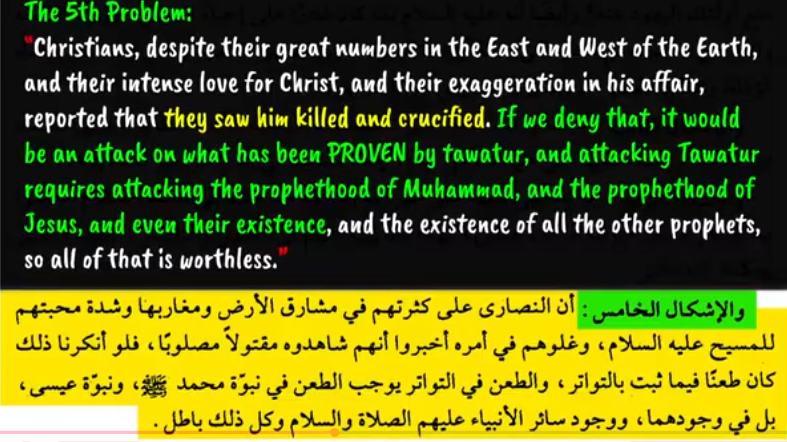 The 5th Problem:
"Christians, despite their great numbers in the East and West of the Earth,
and their intense love for Christ, and their exaggeration in his affair,
reported that they saw him killed and crucified. If we deny that, it would
be an attack on what has been PROVEN by tawatur, and attacking Tawatur
requires attacking the prophethood of Muhammad, and the prophethood of
Jesus, and even their existence, and the existence of all the other prophets,
so all of that is worthless."
والإشكال الخامس: أن النصارى على كثرتهم في مشارق الأرض ومغاربها وشدة محبتهم
للمسيح عليه السلام، وغلوهم في أمره أخبروا أنهم شاهدوه مقتولاً مصلوبًا، فلو أنكرنا ذلك
كان طعنًا فيما ثبت بالتواتر، والطعن في التواتر يوجب الطعن في نبوّة محمد ﷺ، ونبوّة عيسى،
بل في وجودهما، ووجود سائر الأنبياء عليهم الصلاة والسلام وكل ذلك باطل.